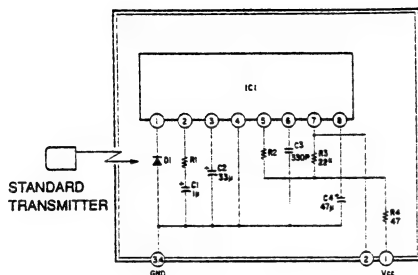 IC1
1 2 3 4 5 6 7 8
D1
R1
C1
1μ
C2
33μ
R2
C3
330P
R3
C4
47μ
R4
47
STANDARD
TRANSMITTER
3.4
GND
2 1
Vcc